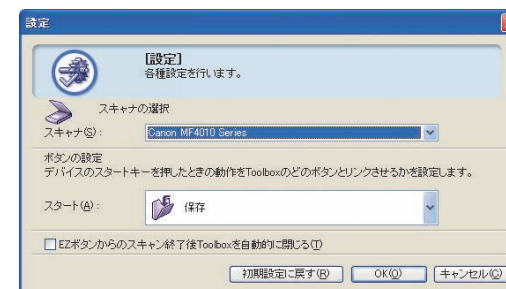 設定
[設定]
各種設定を行います。
スキャナの選択
スキャナ(S):
Canon MF4010 Series
ボタンの設定
デバイスのスタートキーを押したときの動作をToolboxのどのボタンとリンクさせるかを設定します。
スタート(A):
保存
EZボタンからのスキャン終了後Toolboxを自動的に閉じる(T)
初期設定に戻す(R)
OK(O)
キャンセル(C)